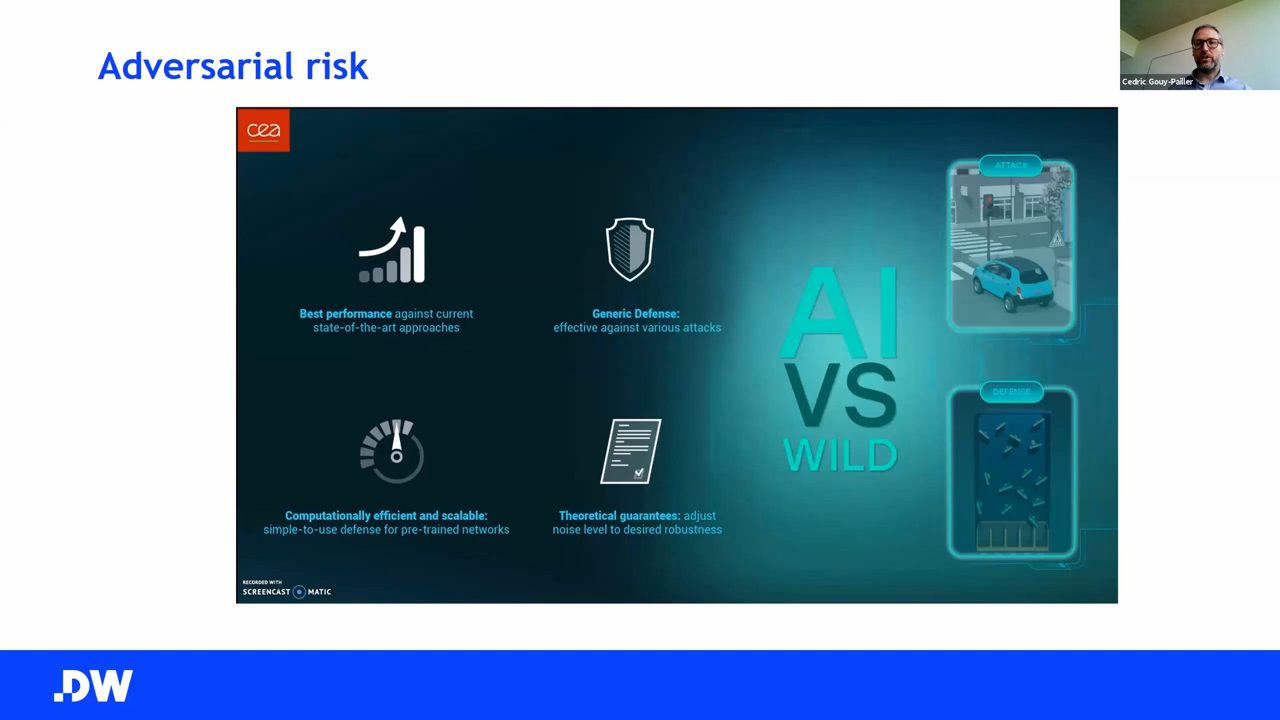 Adversarial risk
Cedric Gouy-Pailler
cea
ATTACK
Best performance against current
state-of-the-art approaches
Generic Defense:
effective against various attacks
AI
VS
WILD
DEFENSE
Computationally efficient and scalable:
simple-to-use defense for pre-trained networks
Theoretical guarantees: adjust
noise level to desired robustness
RECORDED WITH
SCREENCAST MATIC
.DW